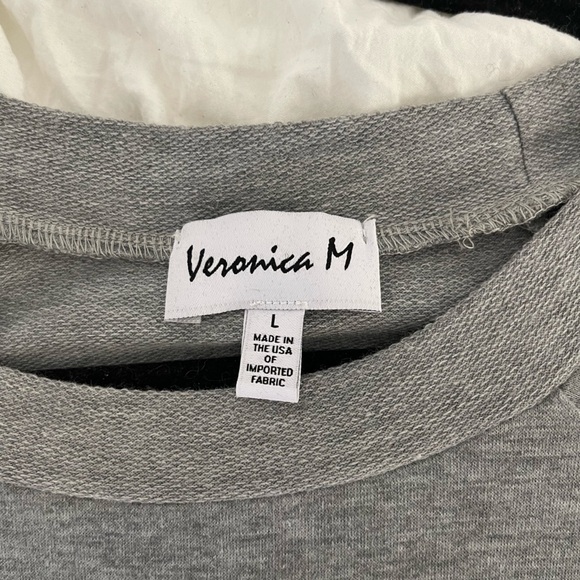 Veronica M
L
MADE IN
THE USA
OF
IMPORTED
FABRIC